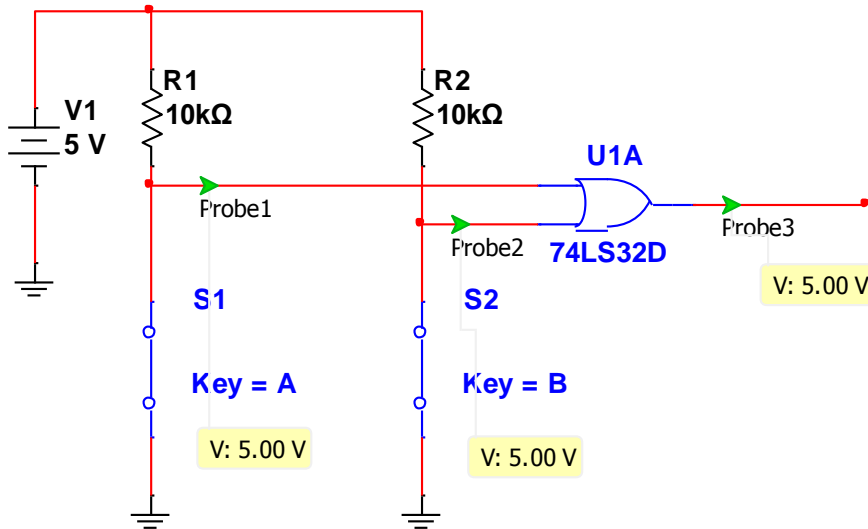 R1
10kΩ
R2
10kΩ
V1
5 V
U1A
Probe1
Probe2
74LS32D
Probe3
V: 5.00 V
S1
S2
Key = A
Key = B
V: 5.00 V
V: 5.00 V